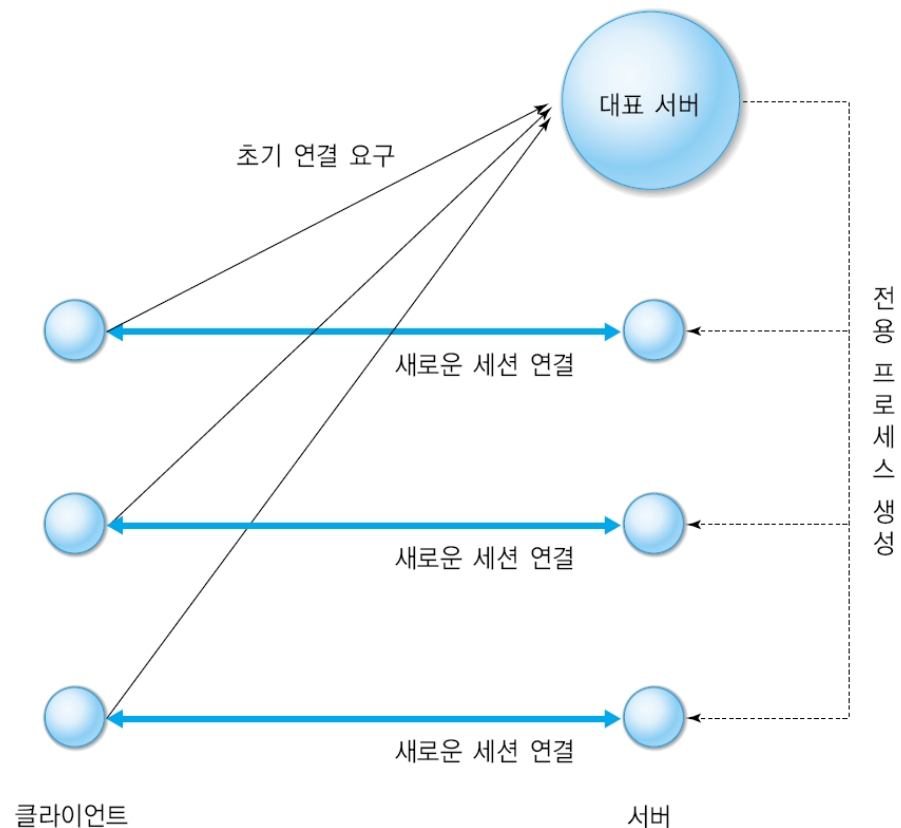 대표 서버
초기 연결 요구
새로운 세션 연결
전용 프로세스 생성
새로운 세션 연결
새로운 세션 연결
클라이언트
서버